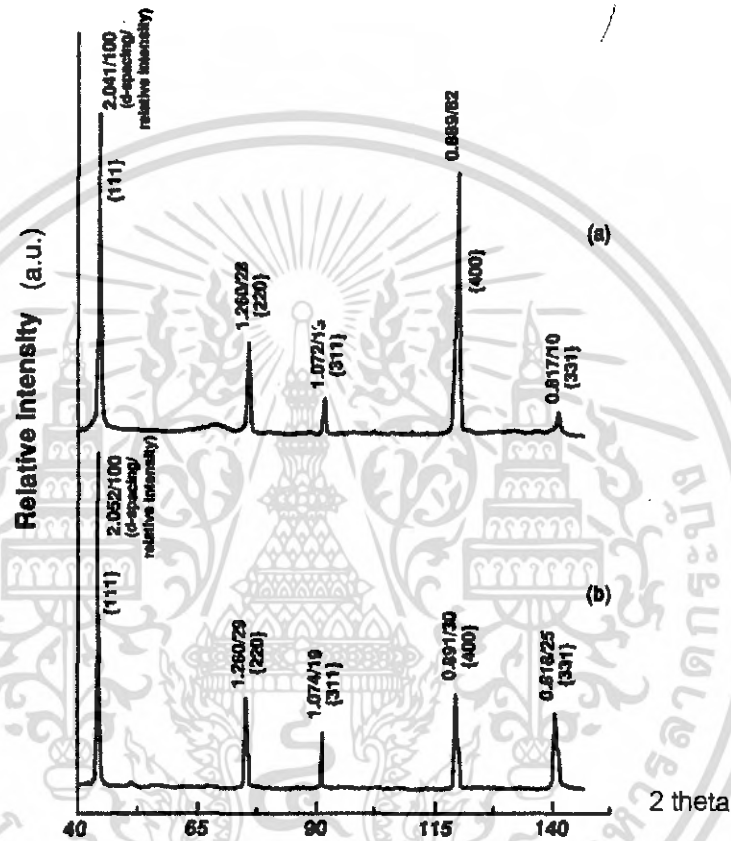 Relative Intensity (a.u.)
2.041/100
(d-spacing/
relative intensity)
{111}
1.260/28
{220}
{311}
0.889/82
{400}
0.817/10
{331}
(a)
2.052/100
(d-spacing/
relative intensity)
{111}
1.260/29
{220}
1.074/19
{311}
0.891/30
{400}
0.818/25
{331}
(b)
40 65 90 115 140
2 theta